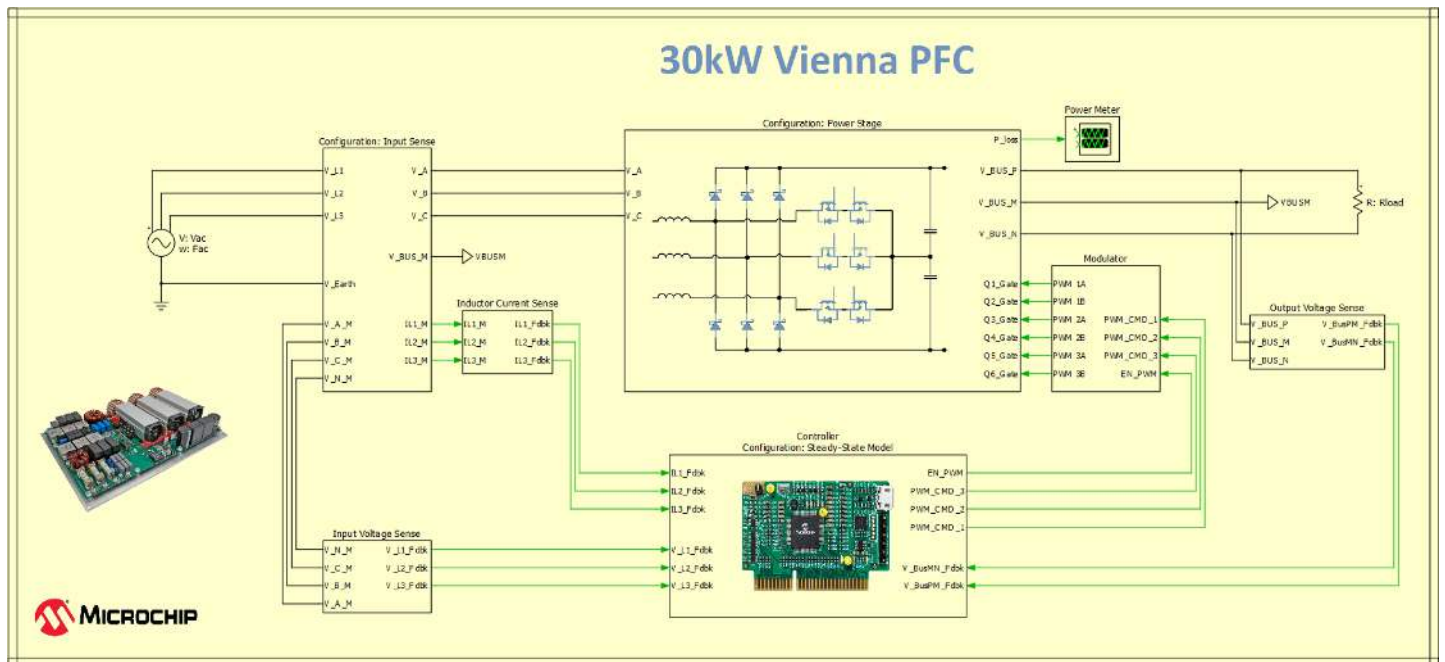 30kW Vienna PFC
Power Meter
Configuration: Power Stage
Configuration: Input Sense
P_loss
V_L1
V_A
V_A
V_BUS_P
V_L2
V_B
V_B
V_BUS_M
VBUSM
R: Rload
V_L3
V_C
V_C
V_BUS_N
V: Vac
w: Fac
V_BUS_M
VBUSM
Modulator
V_Earth
Q1_Gate
PWM 1A
Q2_Gate
PWM 1B
Inductor Current Sense
Output Voltage Sense
V_A_M
IL1_M
IL1_M
IL1_Fdbk
Q3_Gate
PWM 2A
PWM_CMD_1
V_BUS_P
V_BusPM_Fdbk
V_B_M
IL2_M
IL2_M
IL2_Fdbk
Q4_Gate
PWM 2B
PWM_CMD_2
V_BUS_M
V_BusMN_Fdbk
V_C_M
IL3_M
IL3_M
IL3_Fdbk
Q5_Gate
PWM 3A
PWM_CMD_3
V_BUS_N
V_N_M
Q6_Gate
PWM 3B
EN_PWM
Controller
Configuration: Steady-State Model
IL1_Fdbk
EN_PWM
IL2_Fdbk
PWM_CMD_3
IL3_Fdbk
PWM_CMD_2
PWM_CMD_1
Input Voltage Sense
V_N_M
V_L1_Fdbk
V_L1_Fdbk
V_C_M
V_L2_Fdbk
V_L2_Fdbk
V_BusMN_Fdbk
V_B_M
V_L3_Fdbk
V_L3_Fdbk
V_BusPM_Fdbk
V_A_M
MICROCHIP